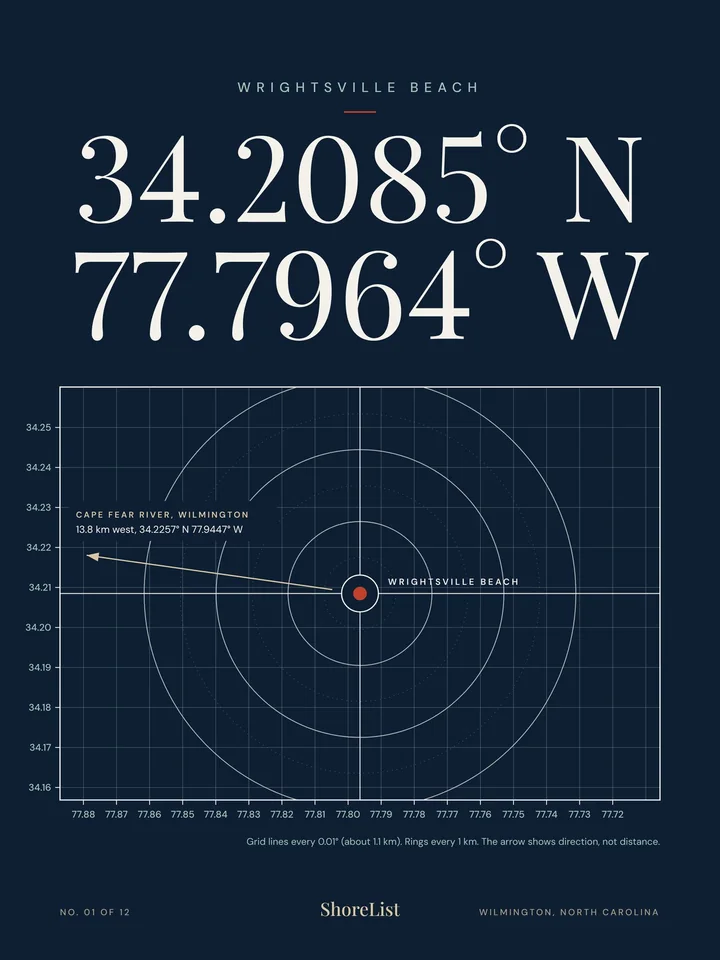 WRIGHTSVILLE BEACH
34.2085° N
77.7964° W
34.25
34.24
34.23
CAPE FEAR RIVER, WILMINGTON
13.8 km west, 34.2257° N 77.9447° W
34.22
34.21
WRIGHTSVILLE BEACH
34.20
34.19
34.18
34.17
34.16
77.88 77.87 77.86 77.85 77.84 77.83 77.82 77.81 77.80 77.79 77.78 77.77 77.76 77.75 77.74 77.73 77.72
Grid lines every 0.01° (about 1.1 km). Rings every 1 km. The arrow shows direction, not distance.
NO. 01 OF 12
ShoreList
WILMINGTON, NORTH CAROLINA